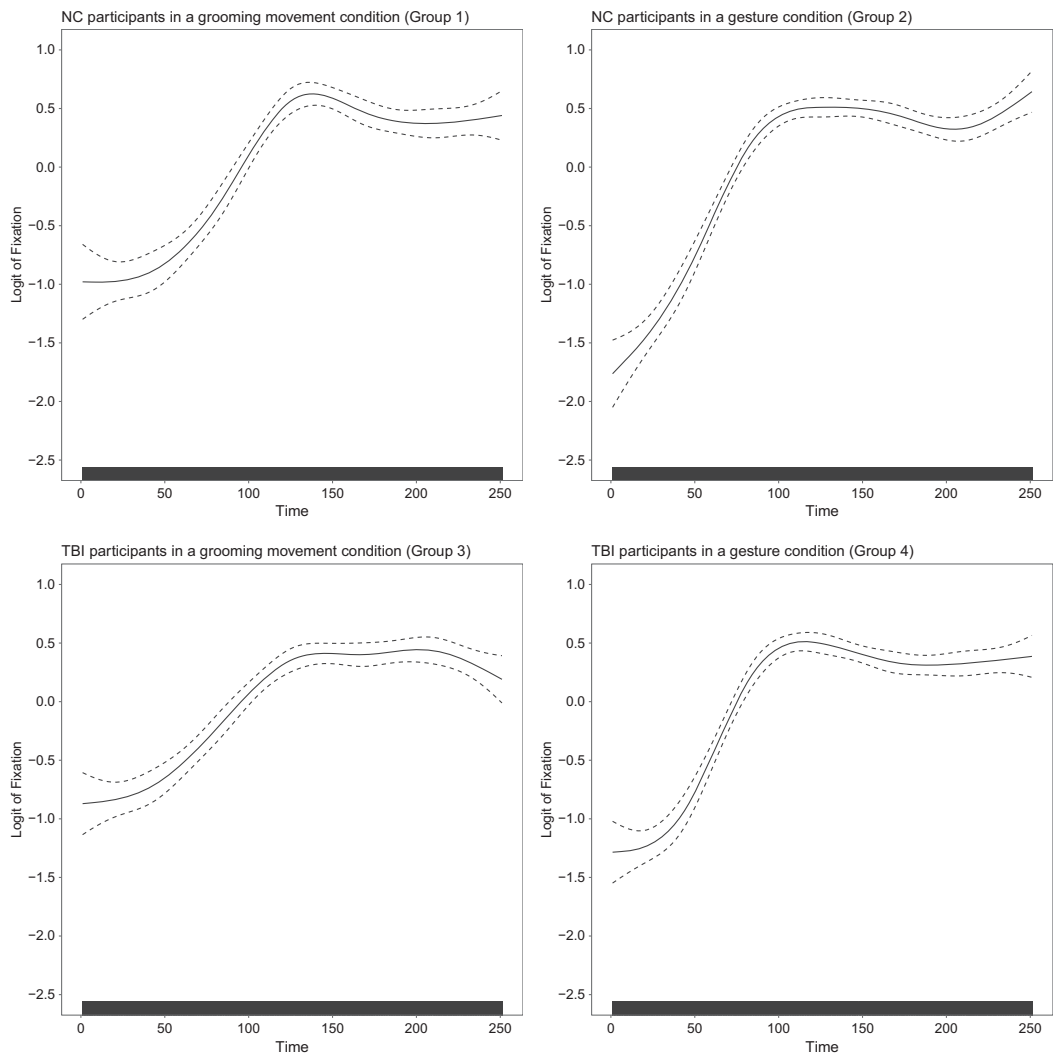 NC participants in a grooming movement condition (Group 1)
1.0
0.5
0.0
−0.5
−1.0
−1.5
−2.0
−2.5
Logit of Fixation
0 50 100 150 200 250
Time
NC participants in a gesture condition (Group 2)
1.0
0.5
0.0
−0.5
−1.0
−1.5
−2.0
−2.5
Logit of Fixation
0 50 100 150 200 250
Time
TBI participants in a grooming movement condition (Group 3)
1.0
0.5
0.0
−0.5
−1.0
−1.5
−2.0
−2.5
Logit of Fixation
0 50 100 150 200 250
Time
TBI participants in a gesture condition (Group 4)
1.0
0.5
0.0
−0.5
−1.0
−1.5
−2.0
−2.5
Logit of Fixation
0 50 100 150 200 250
Time